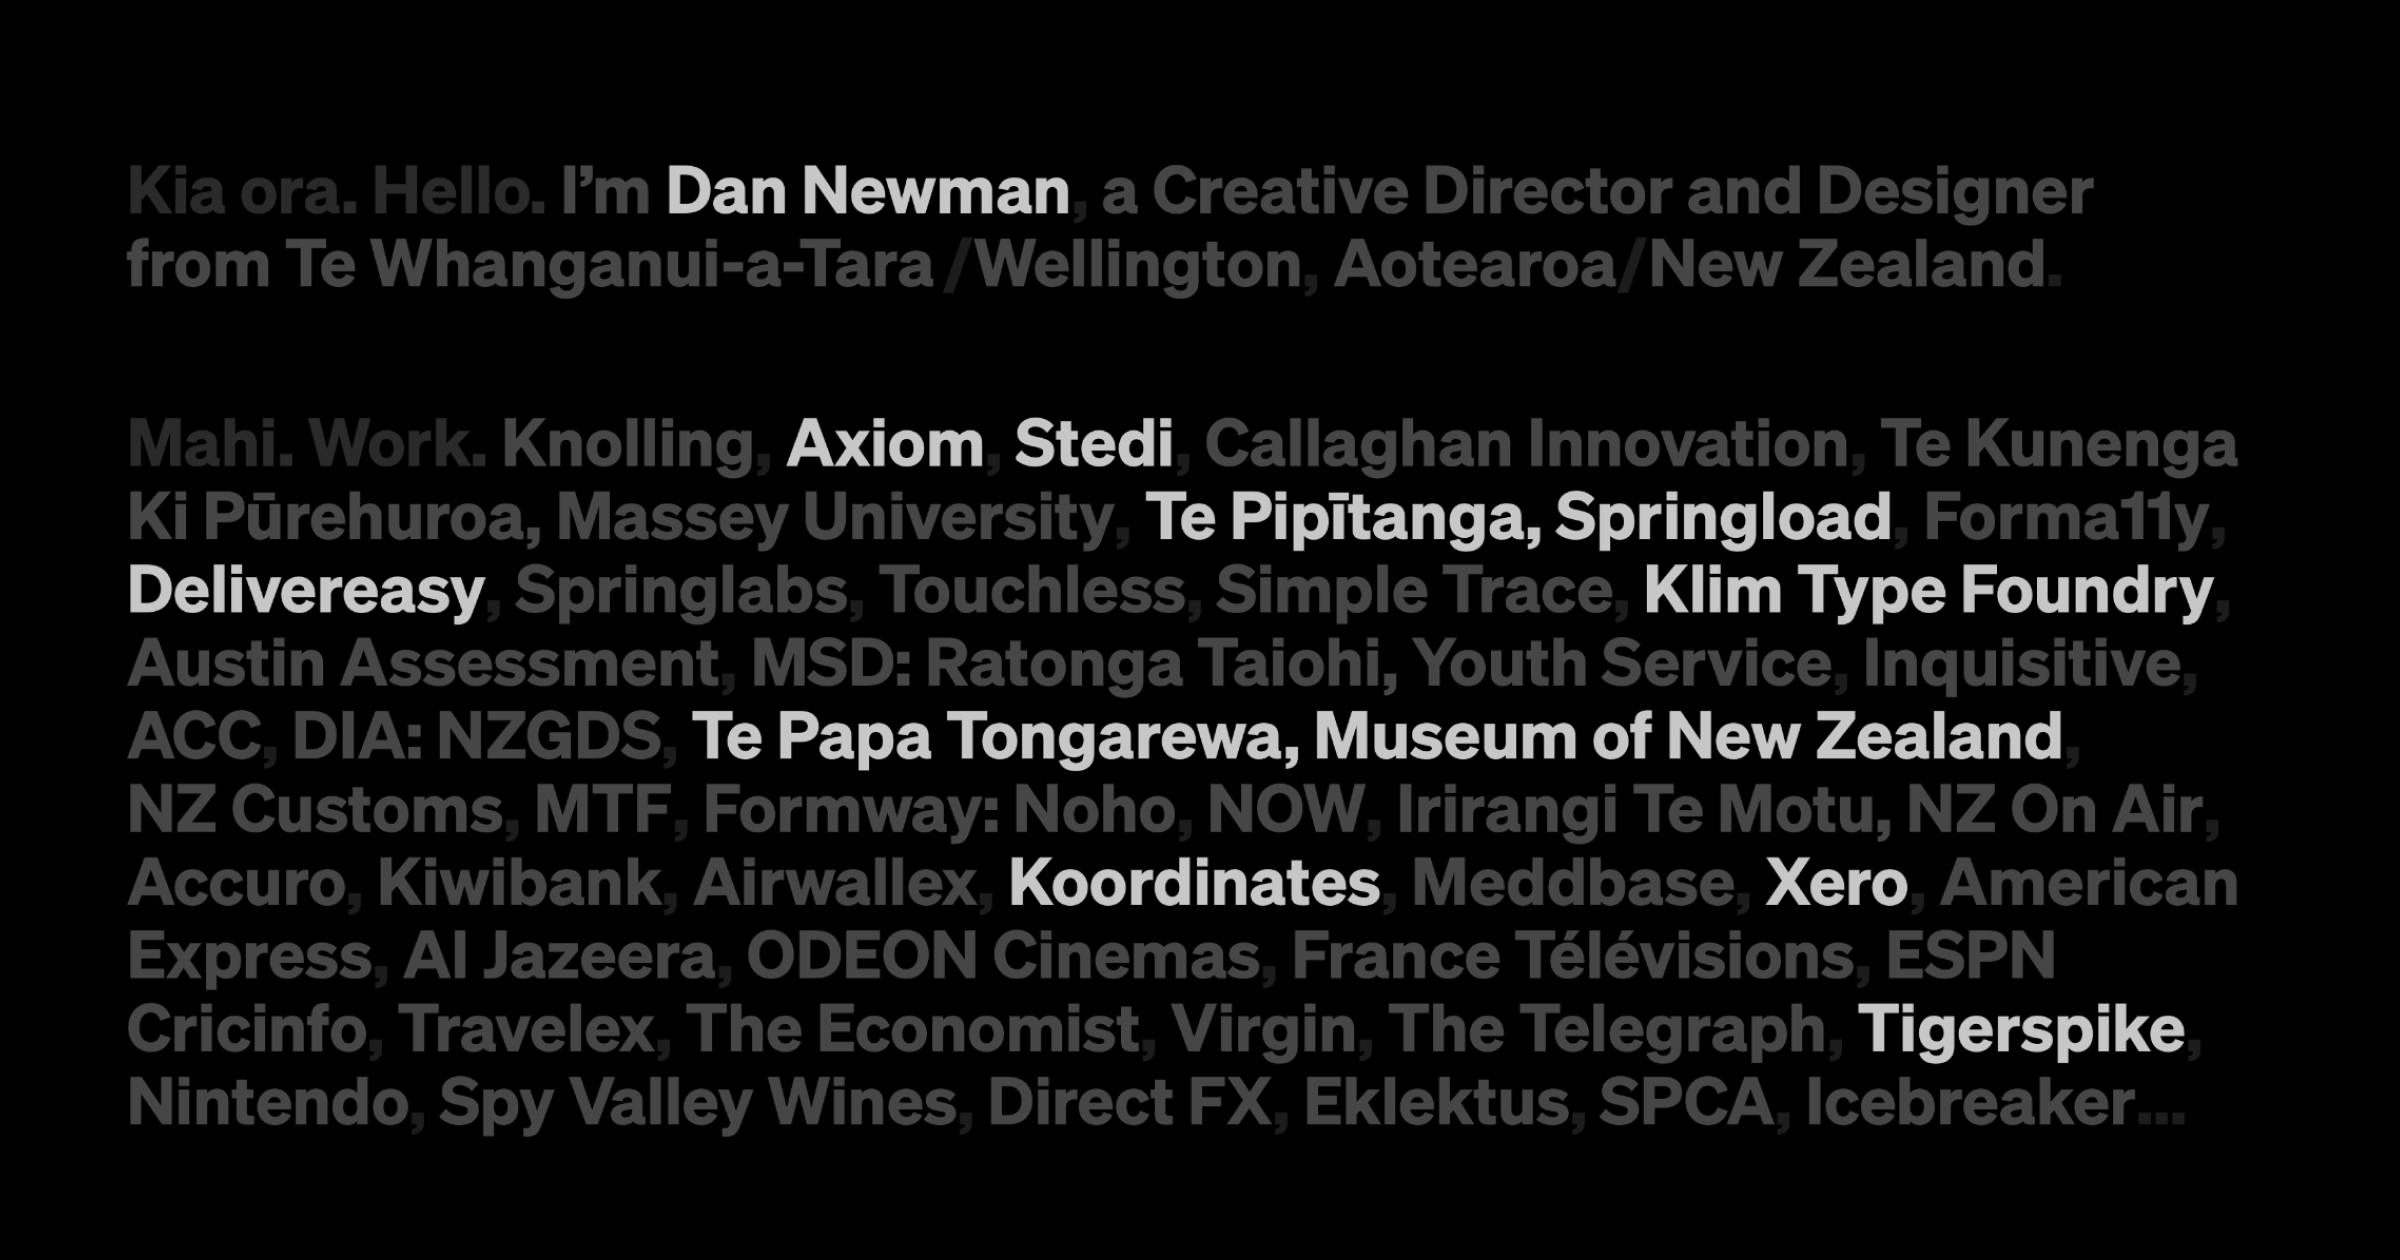 Kia ora. Hello. I’m Dan Newman, a Creative Director and Designer
from Te Whanganui-a-Tara /Wellington, Aotearoa/New Zealand.
Mahi. Work. Knolling, Axiom, Stedi, Callaghan Innovation, Te Kunenga
Ki Pūrehuroa, Massey University, Te Pipītanga, Springload, Forma11y,
Delivereasy, Springlabs, Touchless, Simple Trace, Klim Type Foundry,
Austin Assessment, MSD: Ratonga Taiohi, Youth Service, Inquisitive,
ACC, DIA: NZGDS, Te Papa Tongarewa, Museum of New Zealand,
NZ Customs, MTF, Formway: Noho, NOW, Irirangi Te Motu, NZ On Air,
Accuro, Kiwibank, Airwallex, Koordinates, Meddbase, Xero, American
Express, Al Jazeera, ODEON Cinemas, France Télévisions, ESPN
Cricinfo, Travelex, The Economist, Virgin, The Telegraph, Tigerspike,
Nintendo, Spy Valley Wines, Direct FX, Eklektus, SPCA, Icebreaker...